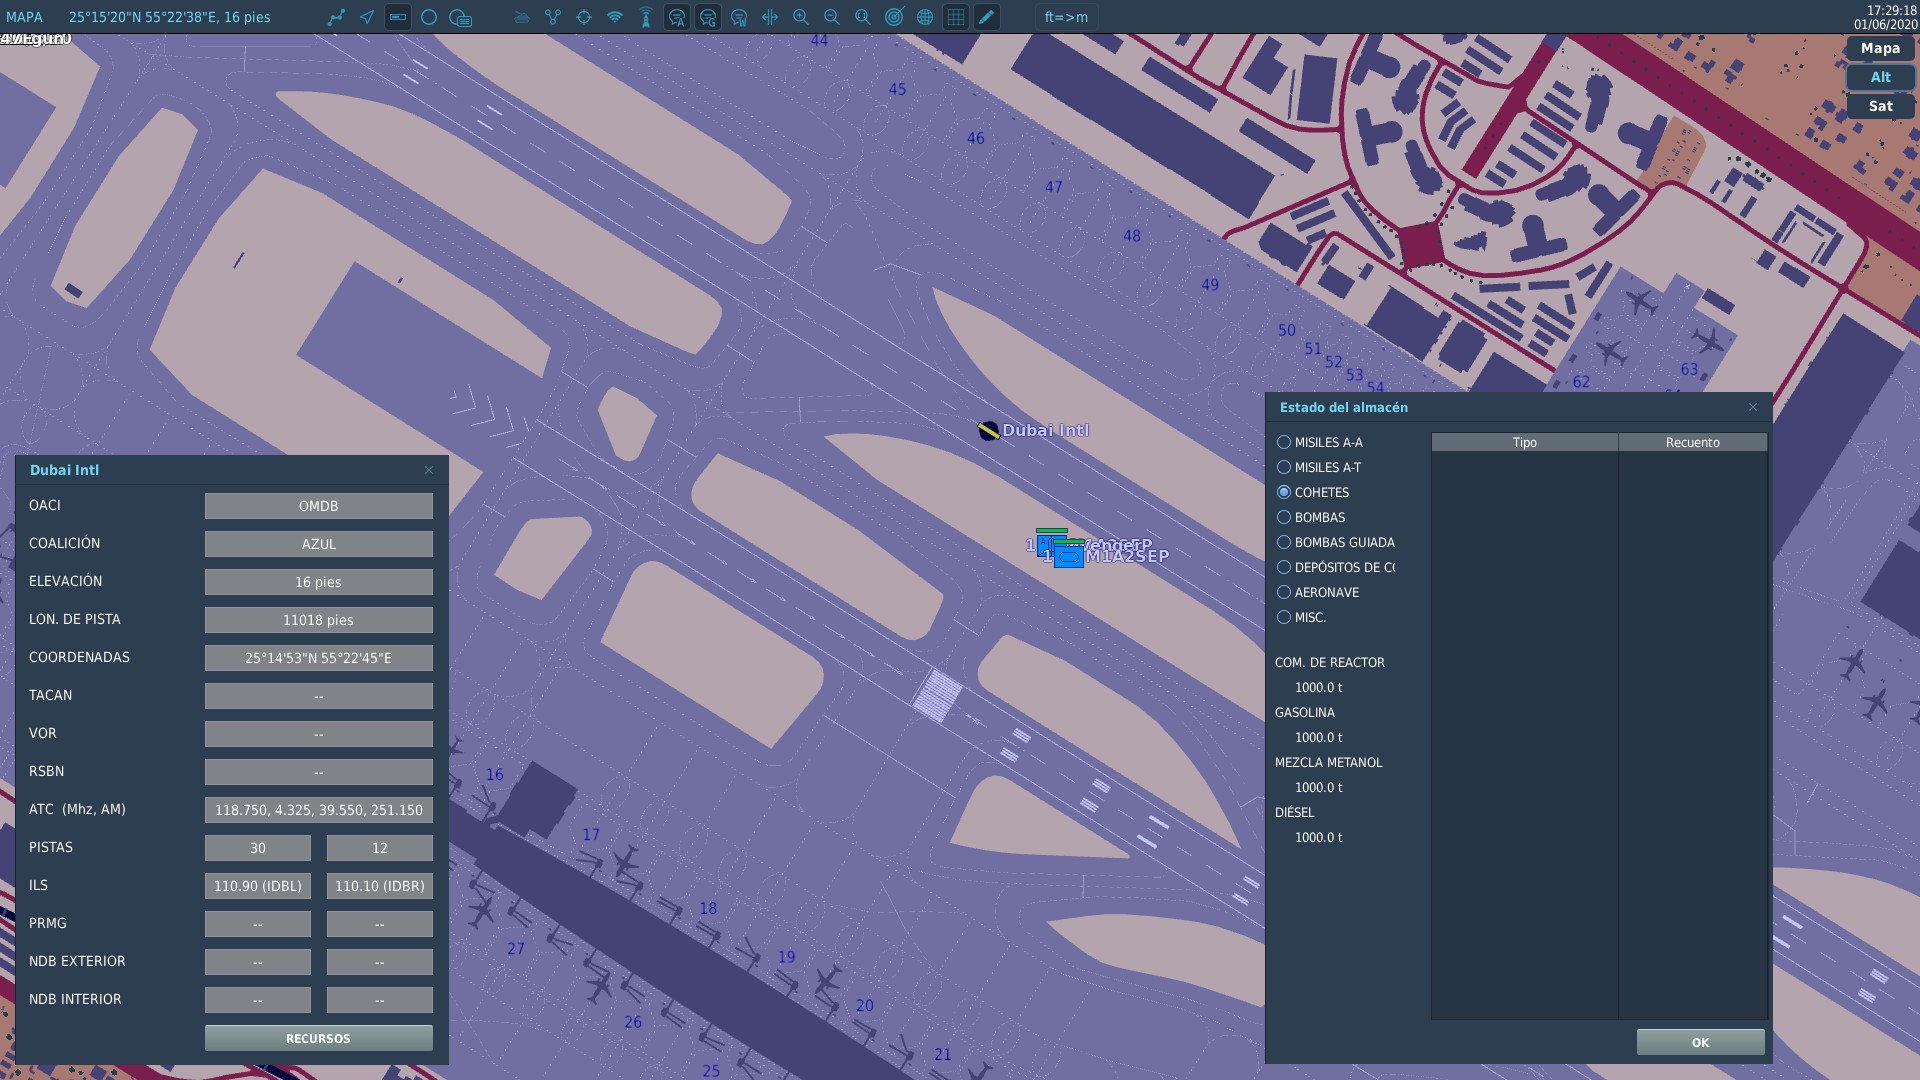 MAPA
25°15'20"N 55°22'38"E, 16 pies
ft=>m
17:29:18
01/06/2020
Mapa
Alt
Sat
44
45
46
47
48
49
50
51
52
53
54
62
63
Dubai Intl
M1A2SEP
16
17
18
19
20
21
25
26
27
Dubai Intl
OACI OMDB
COALICIÓN AZUL
ELEVACIÓN 16 pies
LON. DE PISTA 11018 pies
COORDENADAS 25°14'53"N 55°22'45"E
TACAN --
VOR --
RSBN --
ATC (Mhz, AM) 118.750, 4.325, 39.550, 251.150
PISTAS 30 12
ILS 110.90 (IDBL) 110.10 (IDBR)
PRMG -- --
NDB EXTERIOR -- --
NDB INTERIOR -- --
RECURSOS
Estado del almacén
MISILES A-A
MISILES A-T
COHETES
BOMBAS
BOMBAS GUIADA
DEPÓSITOS DE CO
AERONAVE
MISC.
COM. DE REACTOR
1000.0 t
GASOLINA
1000.0 t
MEZCLA METANOL
1000.0 t
DIÉSEL
1000.0 t
Tipo Recuento
OK